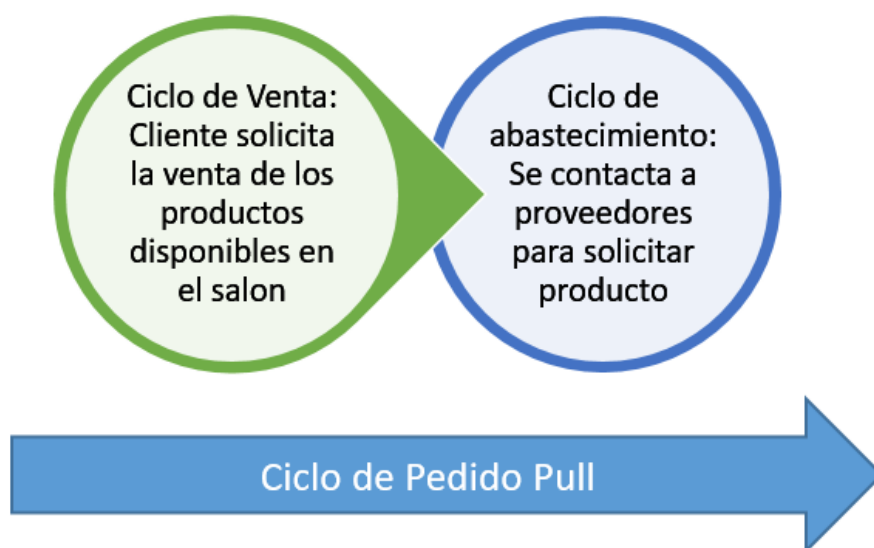 Ciclo de Venta:
Cliente solicita
la venta de los
productos
disponibles en
el salon
Ciclo de
abastecimiento:
Se contacta a
proveedores
para solicitar
producto
Ciclo de Pedido Pull